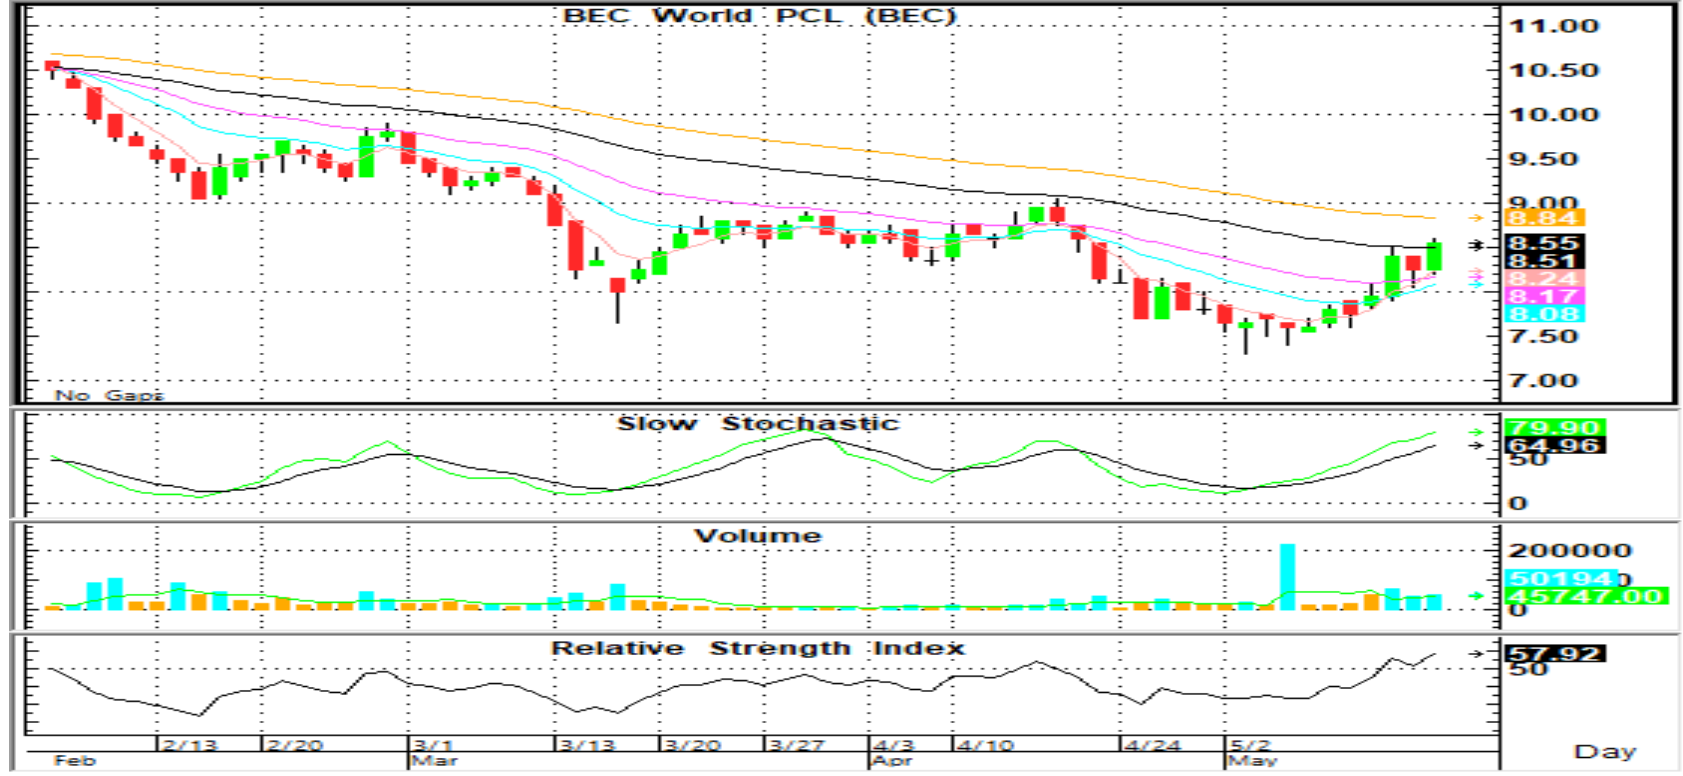 BEC World PCL (BEC)
11.00
10.50
10.00
9.50
9.00
8.84
8.55
8.51
8.24
8.17
8.08
7.50
7.00
No Gaps
Slow Stochastic
79.90
64.96
50
0
Volume
200000
50194
45747.00
0
Relative Strength Index
57.92
50
2/13 2/20 3/1 3/13 3/20 3/27 4/3 4/10 4/24 5/2
Feb Mar Apr May
Day